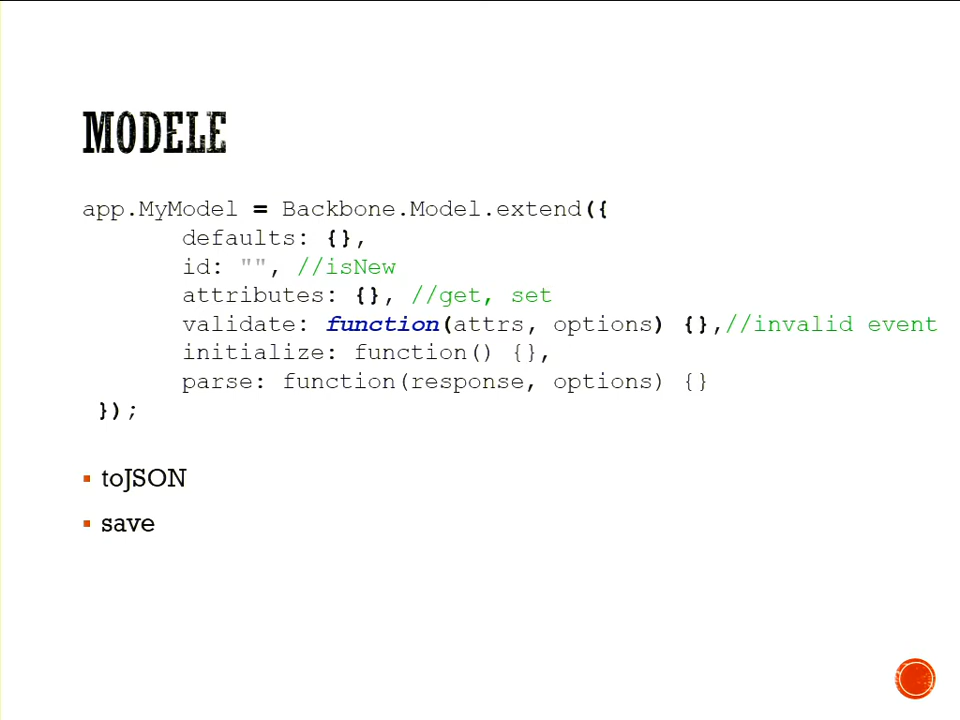 MODELE
app.MyModel = Backbone.Model.extend({
defaults: {},
id: "", //isNew
attributes: {}, //get, set
validate: function(attrs, options) {},//invalid event
initialize: function() {},
parse: function(response, options) {}
});
toJSON
save